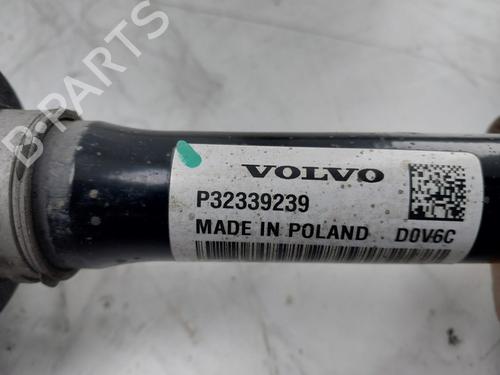 VOLVO
P32339239
MADE IN POLAND D0V6C
B-PARTS